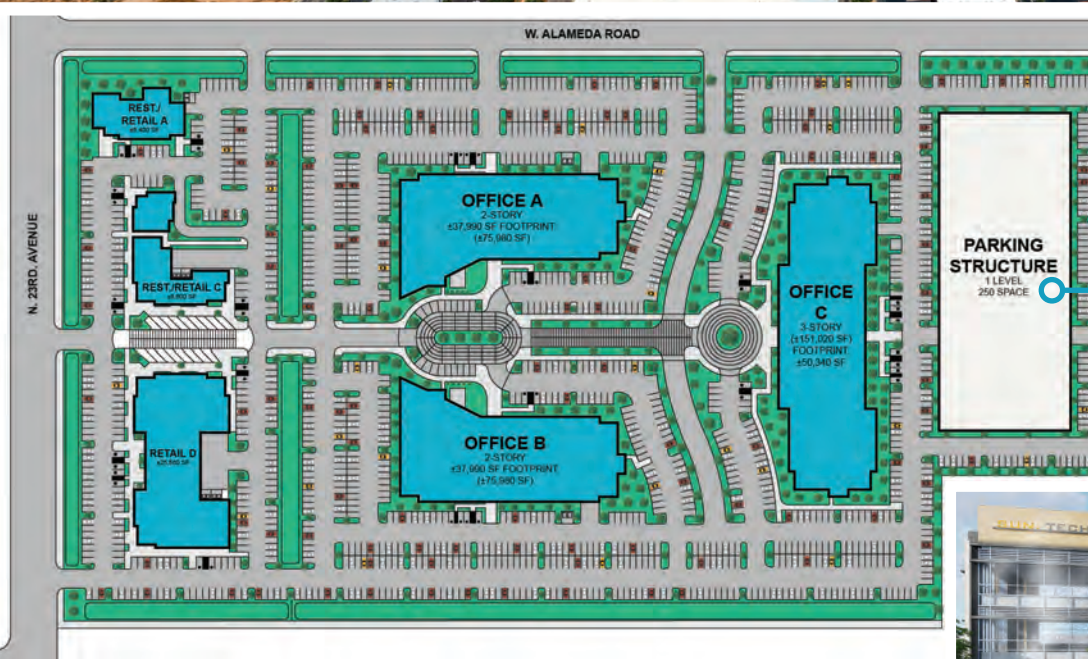 W. ALAMEDA ROAD
N. 23RD. AVENUE
REST./
RETAIL A
REST./RETAIL C
RETAIL D
OFFICE A
2-STORY
±37,990 SF FOOTPRINT
(±75,980 SF)
OFFICE B
2-STORY
±37,990 SF FOOTPRINT
(±75,980 SF)
OFFICE
C
3-STORY
(±151,020 SF)
FOOTPRINT
±50,340 SF
PARKING
STRUCTURE
1 LEVEL
250 SPACE
TECH